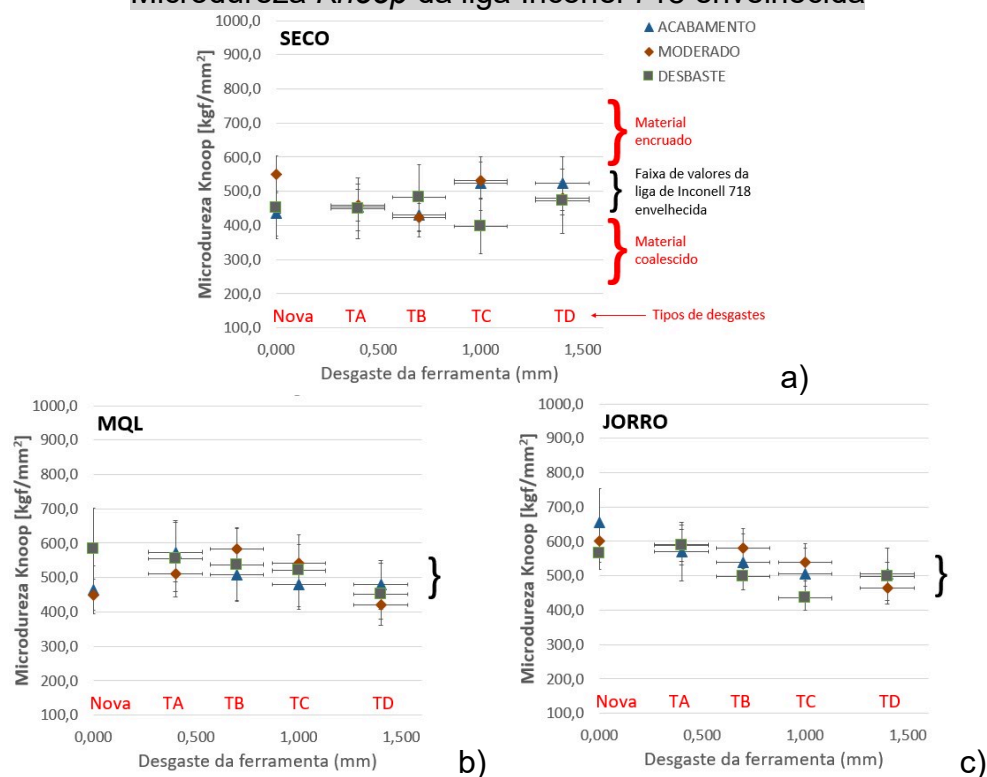 Microdureza Knoop da liga Inconel 718 envelhecida
SECO
ACABAMENTO
MODERADO
DESBASTE
Microdureza Knoop [kgf/mm²]
1000,0
900,0
800,0
700,0
600,0
500,0
400,0
300,0
200,0
100,0
Material
encruado
Faixa de valores da
liga de Inconell 718
envelhecida
Material
coalescido
Nova TA TB TC TD
Tipos de desgastes
0,000 0,500 1,000 1,500
Desgaste da ferramenta (mm)
a)
MQL
Microdureza Knoop [kgf/mm²]
1000,0
900,0
800,0
700,0
600,0
500,0
400,0
300,0
200,0
100,0
Nova TA TB TC TD
0,000 0,500 1,000 1,500
Desgaste da ferramenta (mm)
b)
JORRO
Microdureza Knoop [kgf/mm²]
1000,0
900,0
800,0
700,0
600,0
500,0
400,0
300,0
200,0
100,0
Nova TA TB TC TD
0,000 0,500 1,000 1,500
Desgaste da ferramenta (mm)
c)